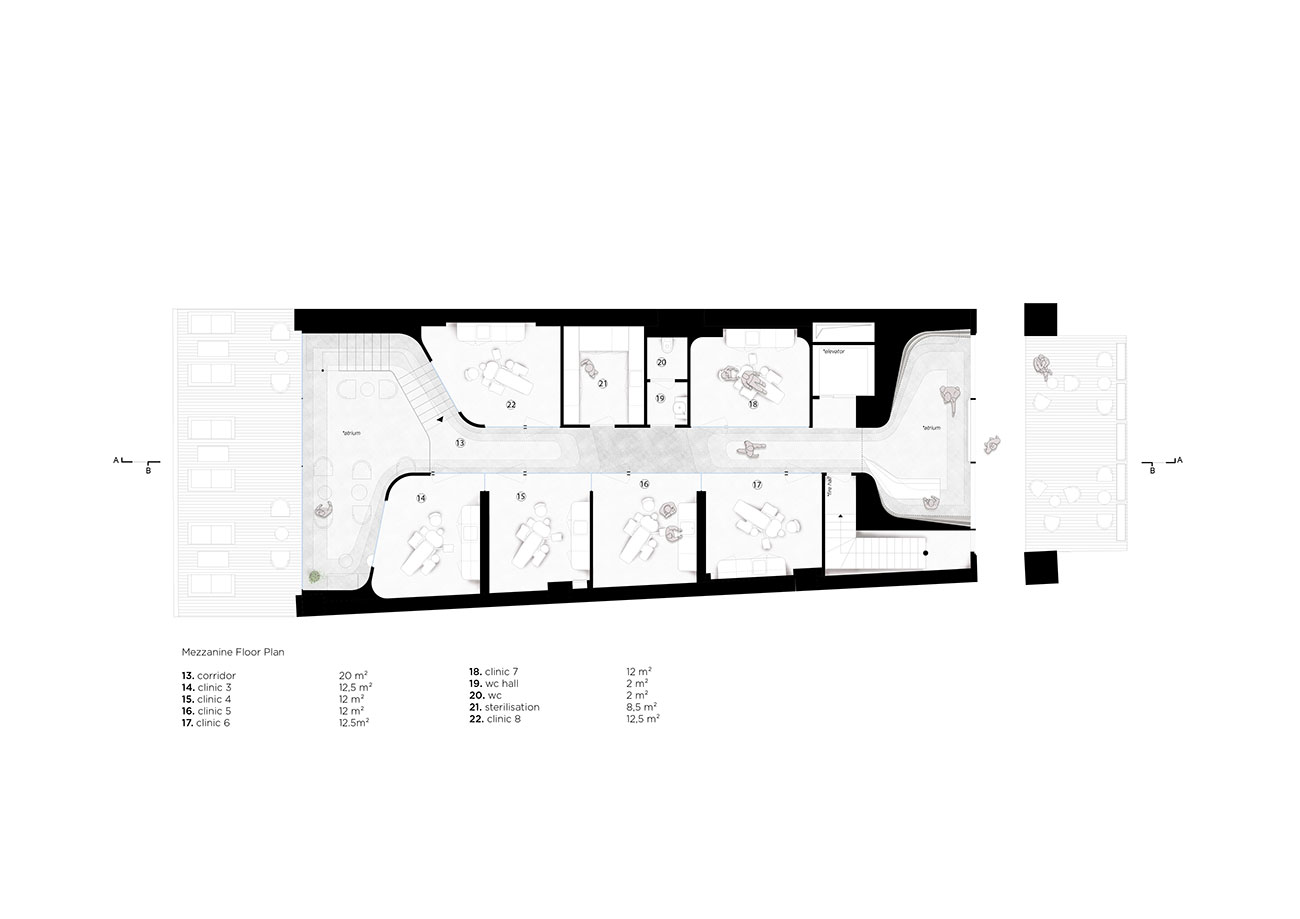 *elevator
20
21
19
22
18
*atrium
*atrium
13
A
B
A
B
14
15
16
17
*fire hall
Mezzanine Floor Plan
13. corridor 20 m²
14. clinic 3 12,5 m²
15. clinic 4 12 m²
16. clinic 5 12 m²
17. clinic 6 12.5m²
18. clinic 7 12 m²
19. wc hall 2 m²
20. wc 2 m²
21. sterilisation 8,5 m²
22. clinic 8 12,5 m²